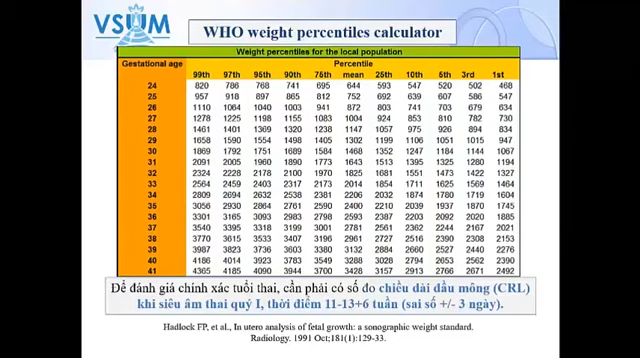 VSUM
WHO weight percentiles calculator
Weight percentiles for the local population
Gestational age Percentile
99th 97th 95th 90th 75th mean 25th 10th 5th 3rd 1st
24 820 786 768 741 695 644 593 547 520 502 468
25 957 918 897 865 812 752 692 639 607 586 547
26 1110 1064 1040 1003 941 872 803 741 703 679 634
27 1278 1225 1198 1155 1083 1004 924 853 810 782 730
28 1461 1401 1369 1320 1238 1147 1057 975 926 894 834
29 1658 1590 1554 1498 1405 1302 1199 1106 1051 1015 947
30 1869 1792 1751 1689 1584 1468 1352 1247 1184 1144 1067
31 2091 2005 1960 1890 1773 1643 1513 1395 1325 1280 1194
32 2324 2228 2178 2100 1970 1825 1681 1551 1473 1422 1327
33 2564 2459 2403 2317 2173 2014 1854 1711 1625 1569 1464
34 2809 2694 2632 2538 2381 2206 2032 1874 1780 1719 1604
35 3056 2930 2864 2761 2590 2400 2210 2039 1937 1870 1745
36 3301 3165 3093 2983 2798 2593 2387 2203 2092 2020 1885
37 3540 3395 3318 3199 3001 2781 2561 2362 2244 2167 2021
38 3770 3615 3533 3407 3196 2961 2727 2516 2390 2308 2153
39 3987 3823 3736 3603 3380 3132 2884 2660 2527 2440 2276
40 4186 4014 3923 3783 3549 3288 3028 2794 2653 2562 2390
41 4365 4185 4090 3944 3700 3428 3157 2913 2766 2671 2492
Để đánh giá chính xác tuổi thai, cần phải có số đo chiều dài đầu mông (CRL)
khi siêu âm thai quý I, thời điểm 11-13+6 tuần (sai số +/- 3 ngày).
Hadlock FP, et al., In utero analysis of fetal growth: a sonographic weight standard.
Radiology. 1991 Oct;181(1):129-33.